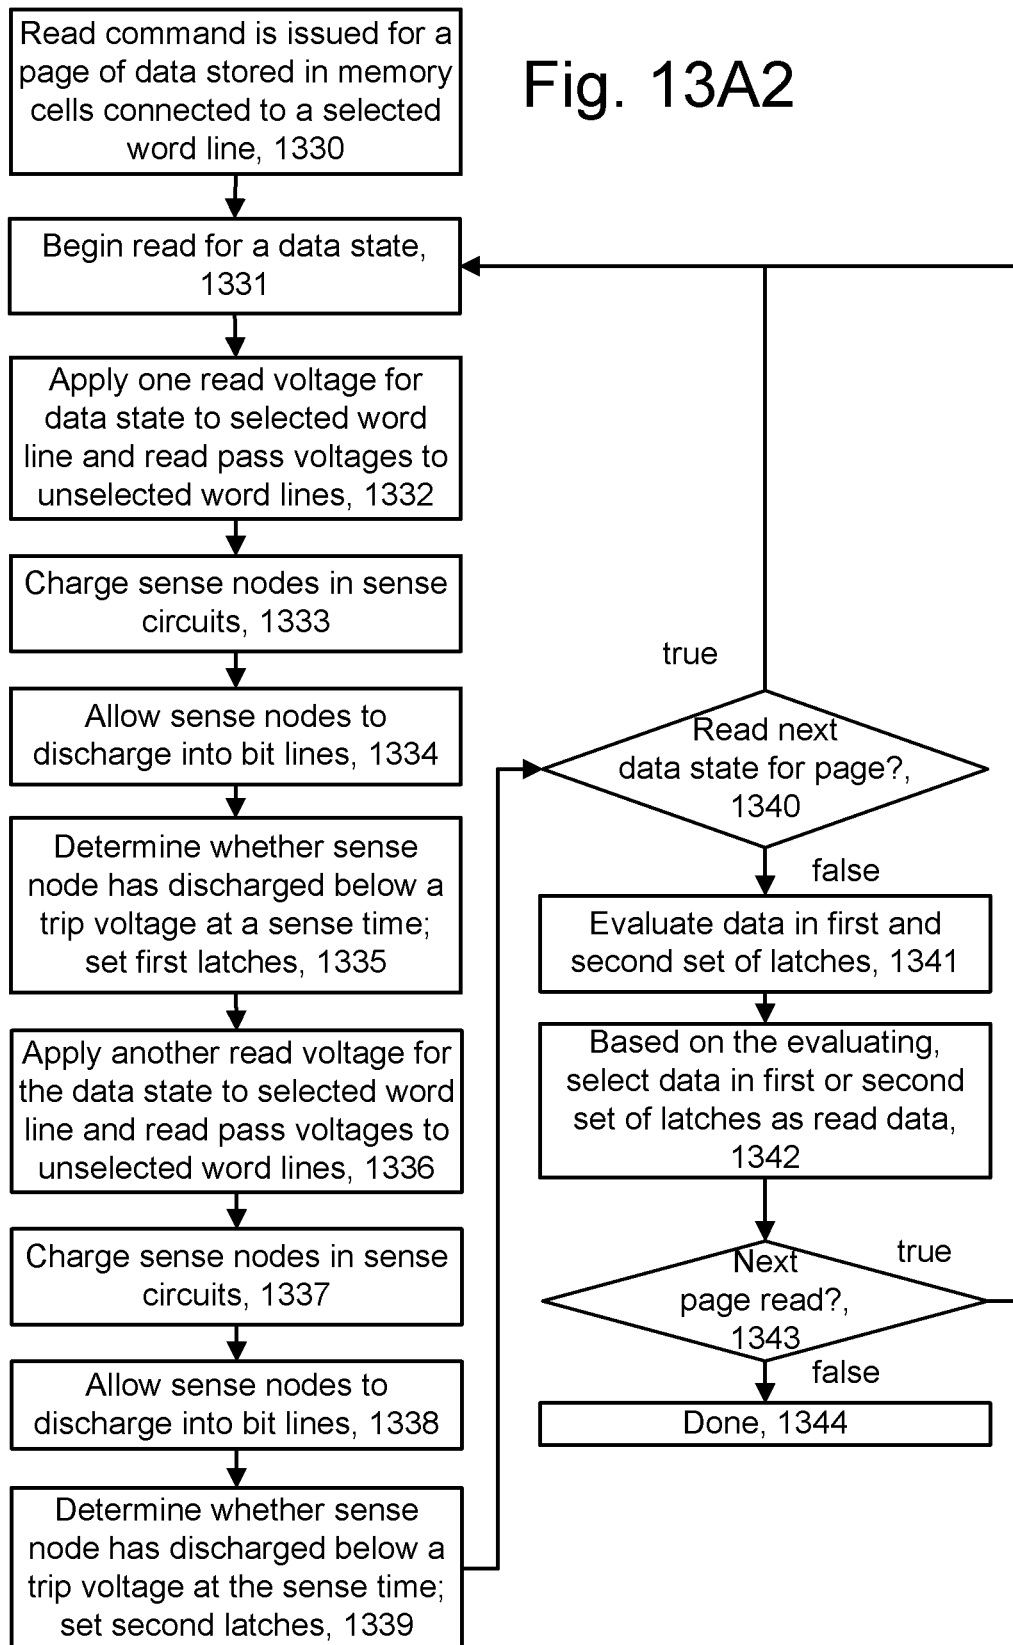 Fig. 13A2
Read command is issued for a
page of data stored in memory
cells connected to a selected
word line, 1330
Begin read for a data state,
1331
Apply one read voltage for
data state to selected word
line and read pass voltages to
unselected word lines, 1332
Charge sense nodes in sense
circuits, 1333
Allow sense nodes to
discharge into bit lines, 1334
Determine whether sense
node has discharged below a
trip voltage at a sense time;
set first latches, 1335
Apply another read voltage for
the data state to selected word
line and read pass voltages to
unselected word lines, 1336
Charge sense nodes in sense
circuits, 1337
Allow sense nodes to
discharge into bit lines, 1338
Determine whether sense
node has discharged below a
trip voltage at the sense time;
set second latches, 1339
true
Read next
data state for page?,
1340
false
Evaluate data in first and
second set of latches, 1341
Based on the evaluating,
select data in first or second
set of latches as read data,
1342
true
Next
page read?,
1343
false
Done, 1344